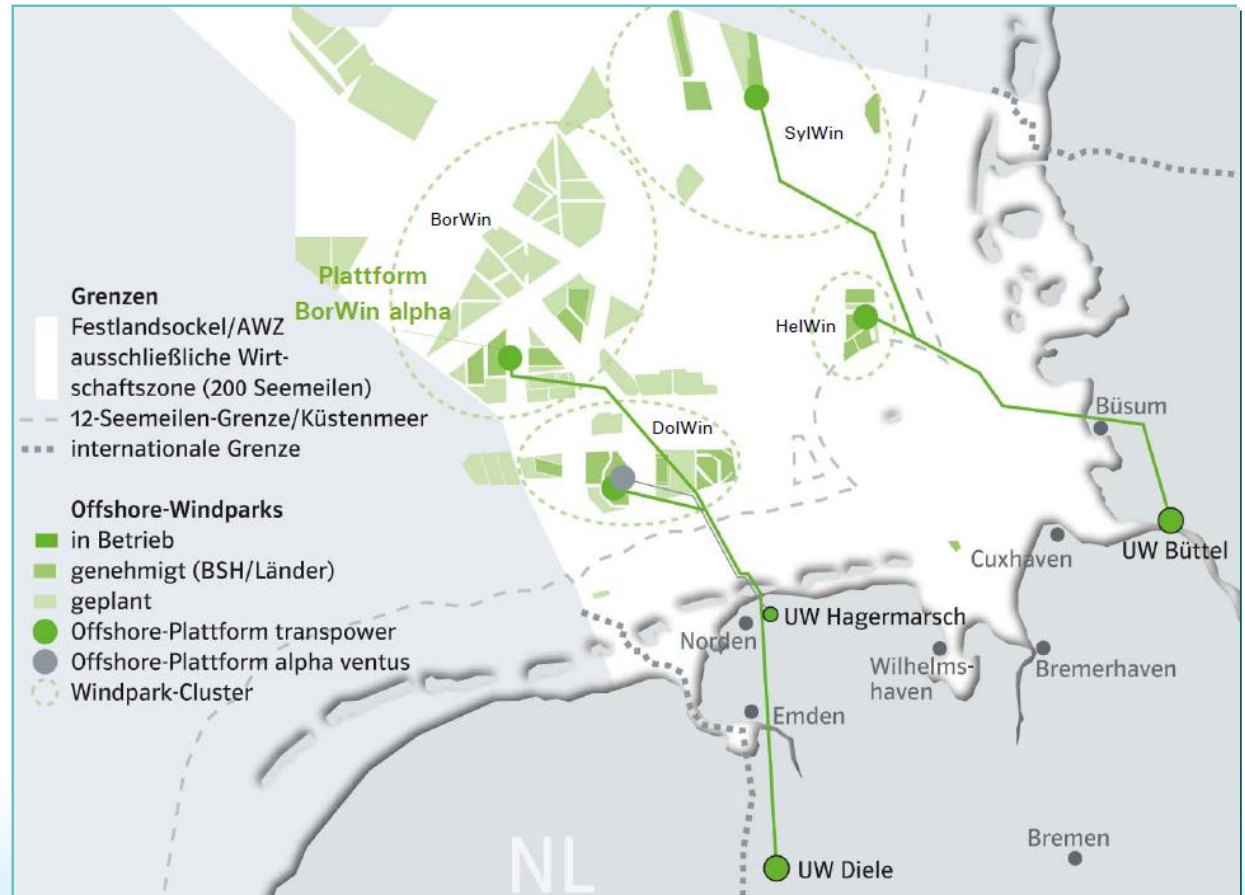 SylWin
BorWin
Plattform
BorWin alpha
HelWin
DolWin
Grenzen
Festlandsockel/AWZ
ausschließliche Wirt-
schaftszone (200 Seemeilen)
12-Seemeilen-Grenze/Küstenmeer
internationale Grenze
Offshore-Windparks
in Betrieb
genehmigt (BSH/Länder)
geplant
Offshore-Plattform transpower
Offshore-Plattform alpha ventus
Windpark-Cluster
Büsum
UW Büttel
Cuxhaven
UW Hagermarsch
Norden
Wilhelms-
haven
Bremerhaven
Emden
Bremen
UW Diele
NL